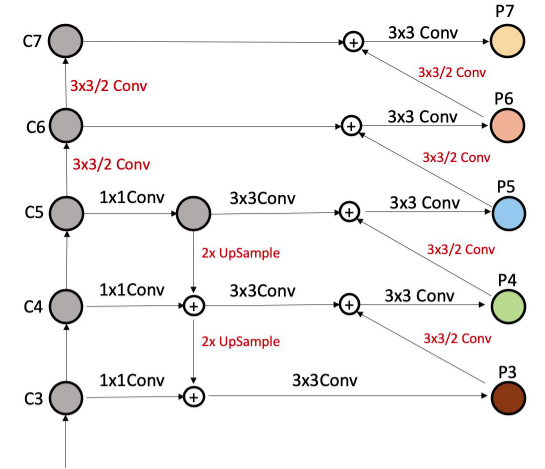 P7
C7
3x3 Conv
3x3/2 Conv
3x3/2 Conv
P6
C6
3x3 Conv
3x3/2 Conv
3x3/2 Conv
P5
C5
1x1Conv
3x3Conv
3x3 Conv
2x UpSample
3x3/2 Conv
P4
C4
1x1Conv
3x3Conv
3x3 Conv
2x UpSample
3x3/2 Conv
P3
C3
1x1Conv
3x3Conv